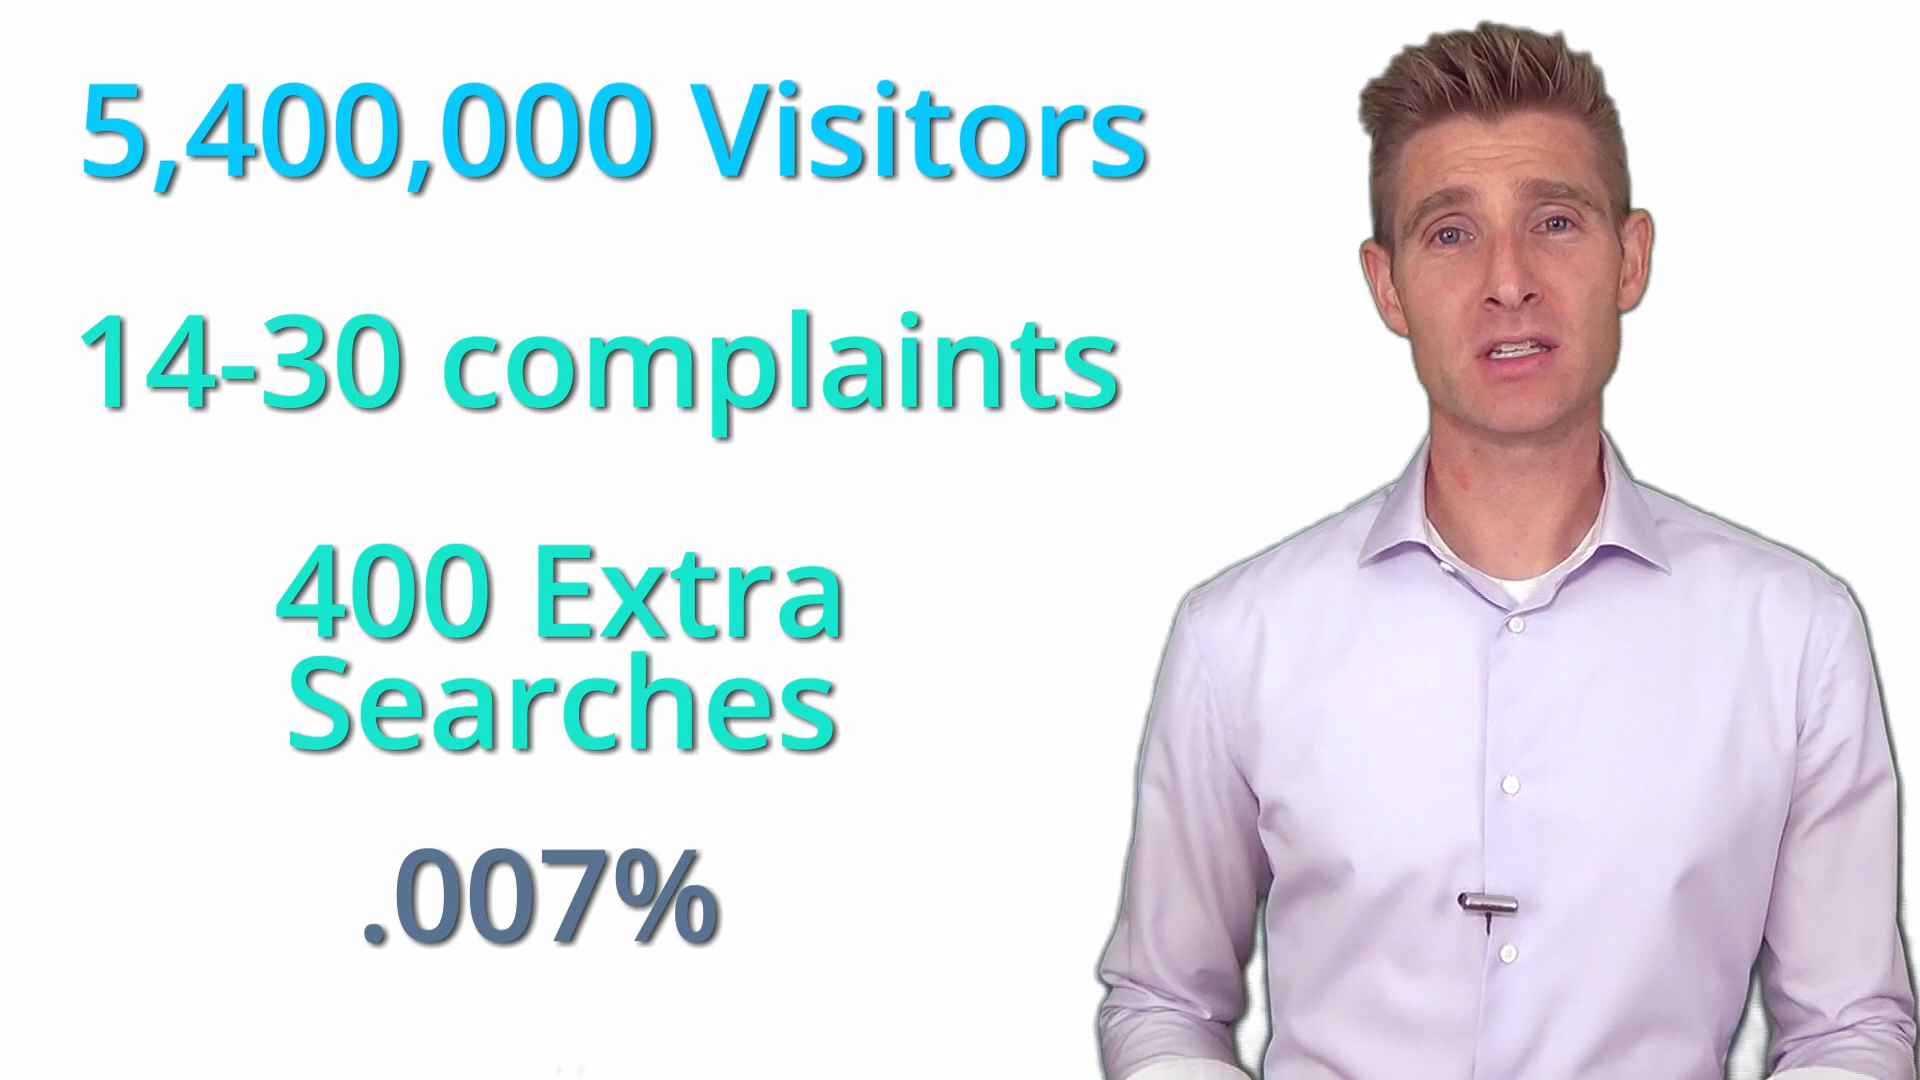 5,400,000 Visitors
14-30 complaints
400 Extra
Searches
.007%